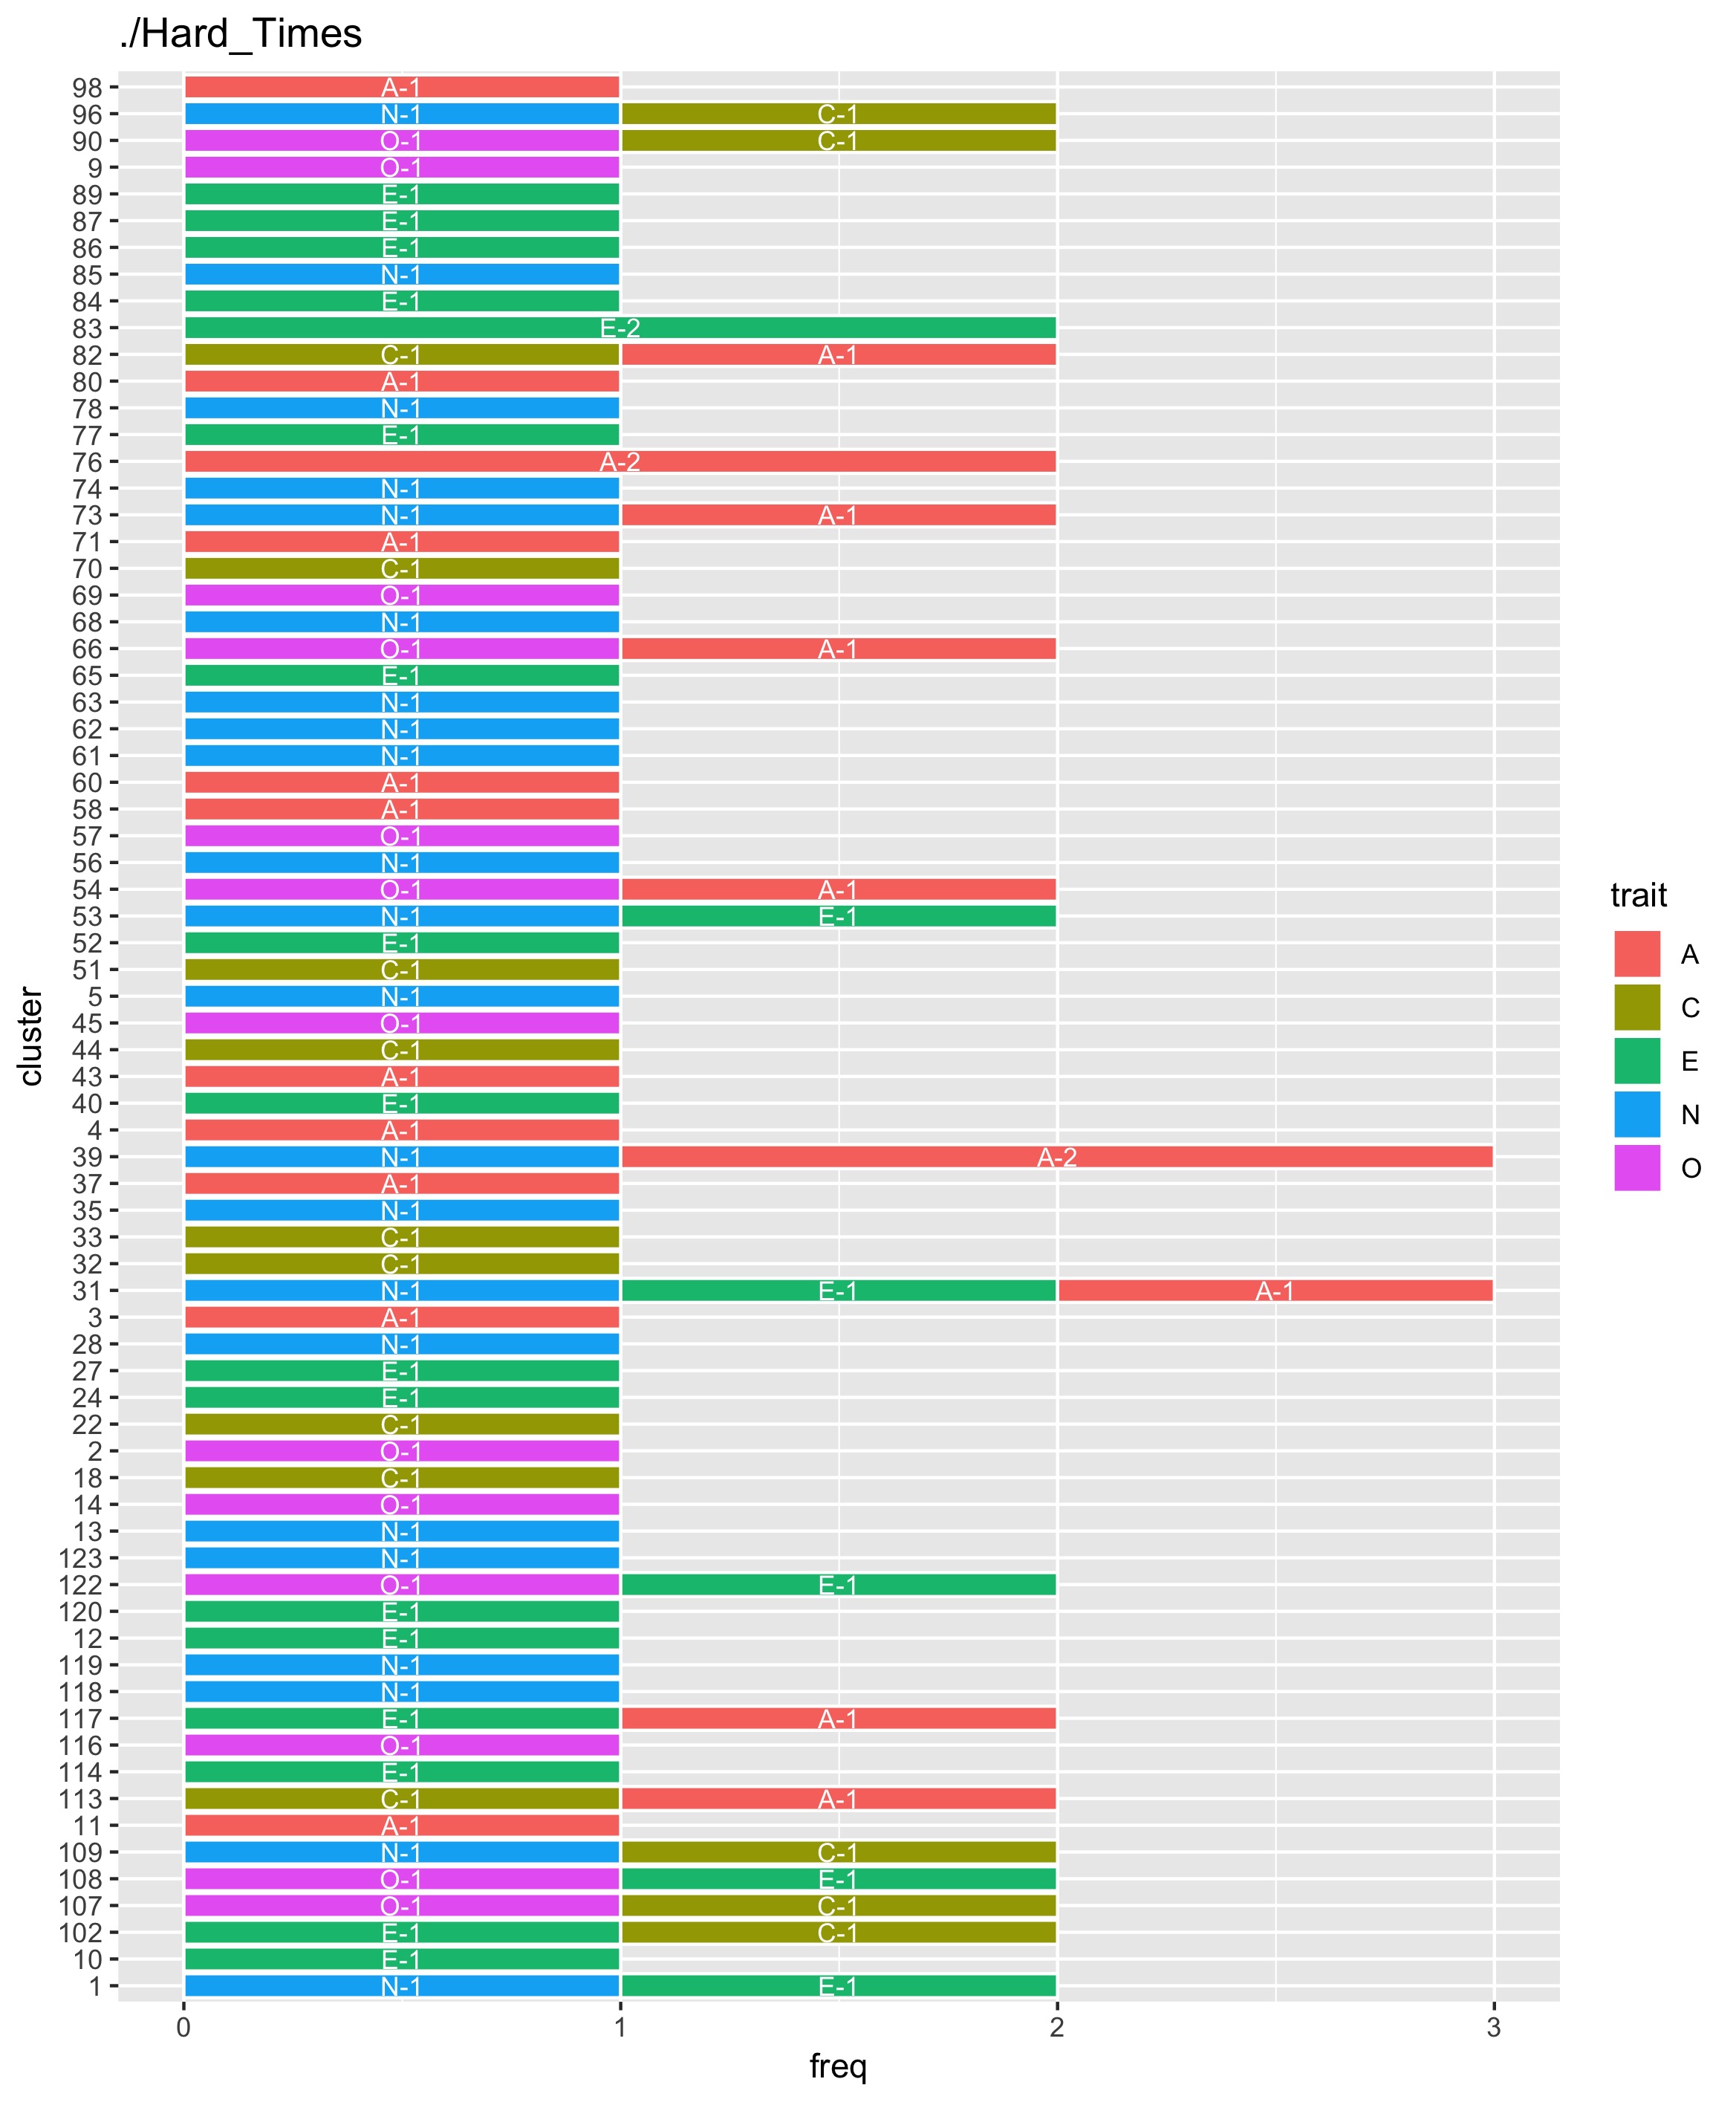 ./Hard_Times
98 A-1
96 N-1 C-1
90 O-1 C-1
9 O-1
89 E-1
87 E-1
86 E-1
85 N-1
84 E-1
83 E-2
82 C-1 A-1
80 A-1
78 N-1
77 E-1
76 A-2
74 N-1
73 N-1 A-1
71 A-1
70 C-1
69 O-1
68 N-1
66 O-1 A-1
65 E-1
63 N-1
62 N-1
61 N-1
60 A-1
58 A-1
57 O-1
56 N-1
54 O-1 A-1
53 N-1 E-1
52 E-1
51 C-1
5 N-1
45 O-1
44 C-1
43 A-1
40 E-1
4 A-1
39 N-1 A-2
37 A-1
35 N-1
33 C-1
32 C-1
31 N-1 E-1 A-1
3 A-1
28 N-1
27 E-1
24 E-1
22 C-1
2 O-1
18 C-1
14 O-1
13 N-1
123 N-1
122 O-1 E-1
120 E-1
12 E-1
119 N-1
118 N-1
117 E-1 A-1
116 O-1
114 E-1
113 C-1 A-1
11 A-1
109 N-1 C-1
108 O-1 E-1
107 O-1 C-1
102 E-1 C-1
10 E-1
1 N-1 E-1
0 1 2 3
freq
cluster
trait
A
C
E
N
O